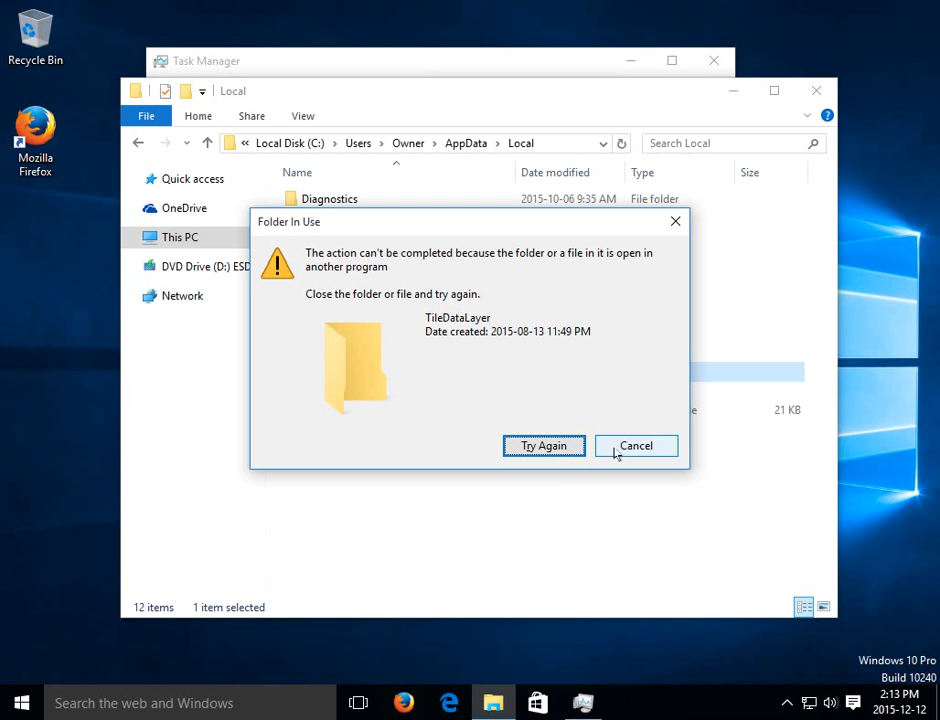 Recycle Bin
Mozilla
Firefox
Task Manager
Local
File
Home
Share
View
« Local Disk (C:) > Users > Owner > AppData > Local
Search Local
Quick access
OneDrive
This PC
DVD Drive (D:) ESD
Network
Name
Date modified
Type
Size
Diagnostics
2015-10-06 9:35 AM
File folder
Folder In Use
The action can't be completed because the folder or a file in it is open in
another program
Close the folder or file and try again.
TileDataLayer
Date created: 2015-08-13 11:49 PM
Try Again
Cancel
21 KB
12 items
1 item selected
Windows 10 Pro
Build 10240
Search the web and Windows
2:13 PM
2015-12-12